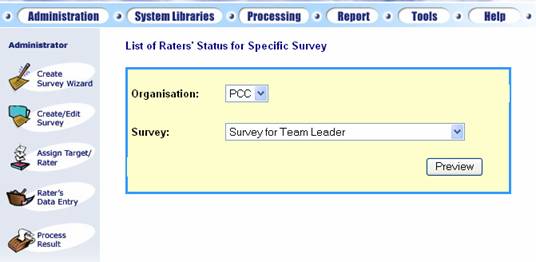 Administration System Libraries Processing Report Tools Help
Administrator
Create
Survey Wizard
Create/Edit
Survey
Assign Target/
Rater
Rater's
Data Entry
Process
Result
List of Raters' Status for Specific Survey
Organisation: PCC
Survey: Survey for Team Leader
Preview